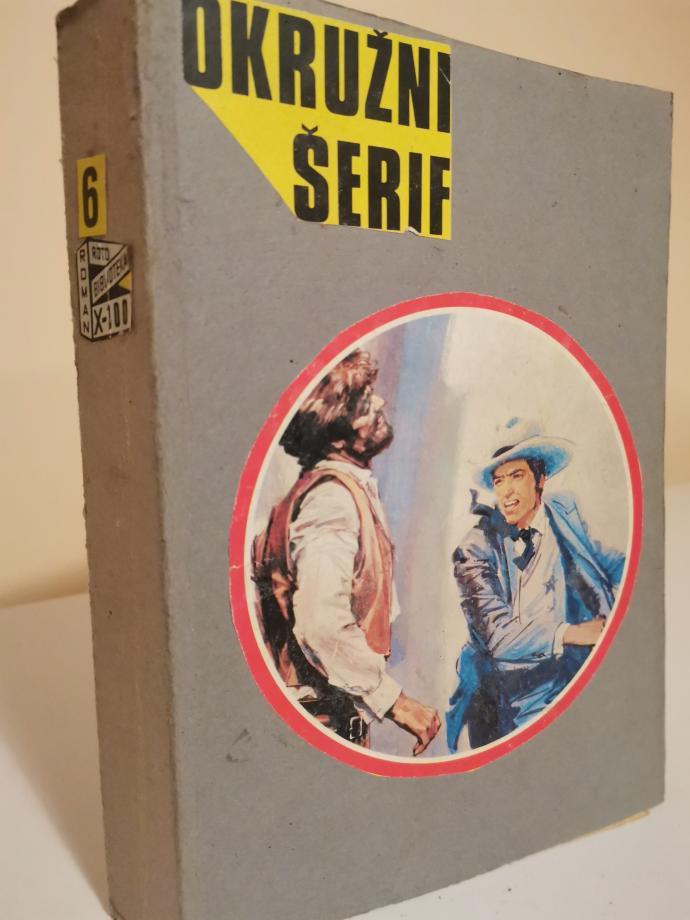 OKRUŽNI
ŠERIF
6
ROMAN
ROTO
BIBLIOTEKA
X-100